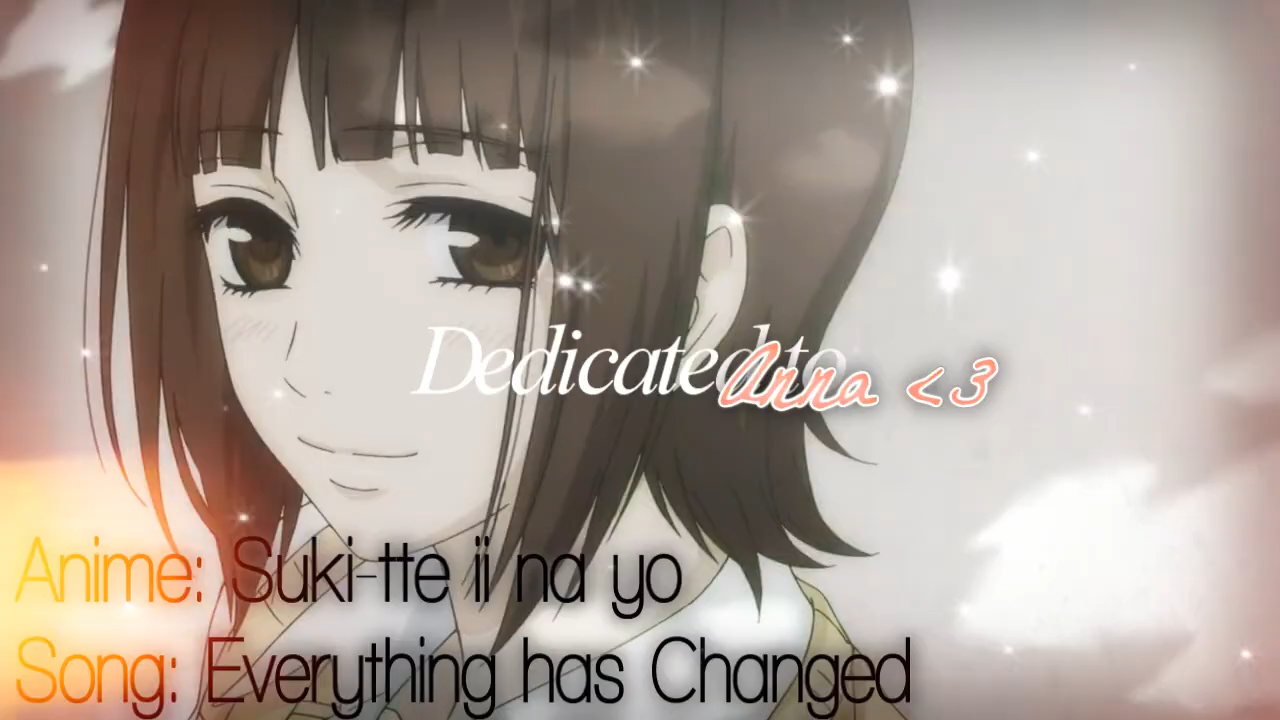 Dedicated to
Anna <3
Anime: Suki-tte ii na yo
Song: Everything has Changed